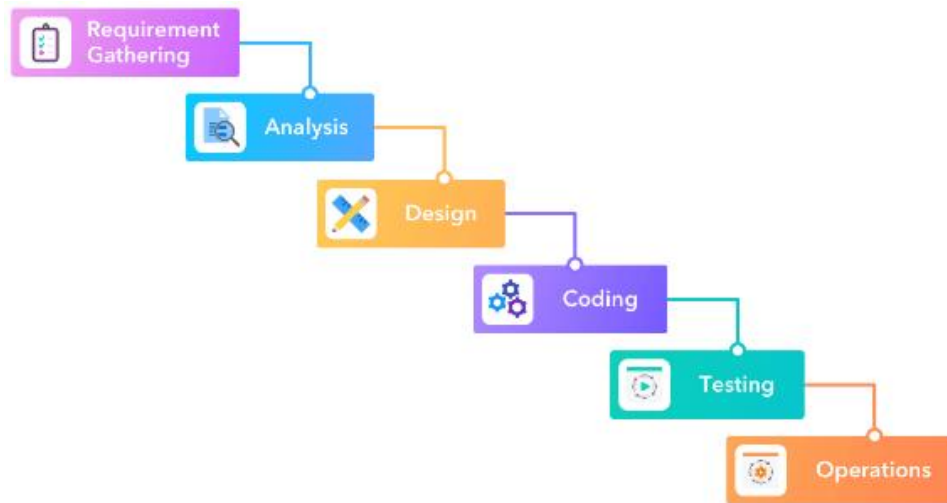 Requirement
Gathering
Analysis
Design
Coding
Testing
Operations